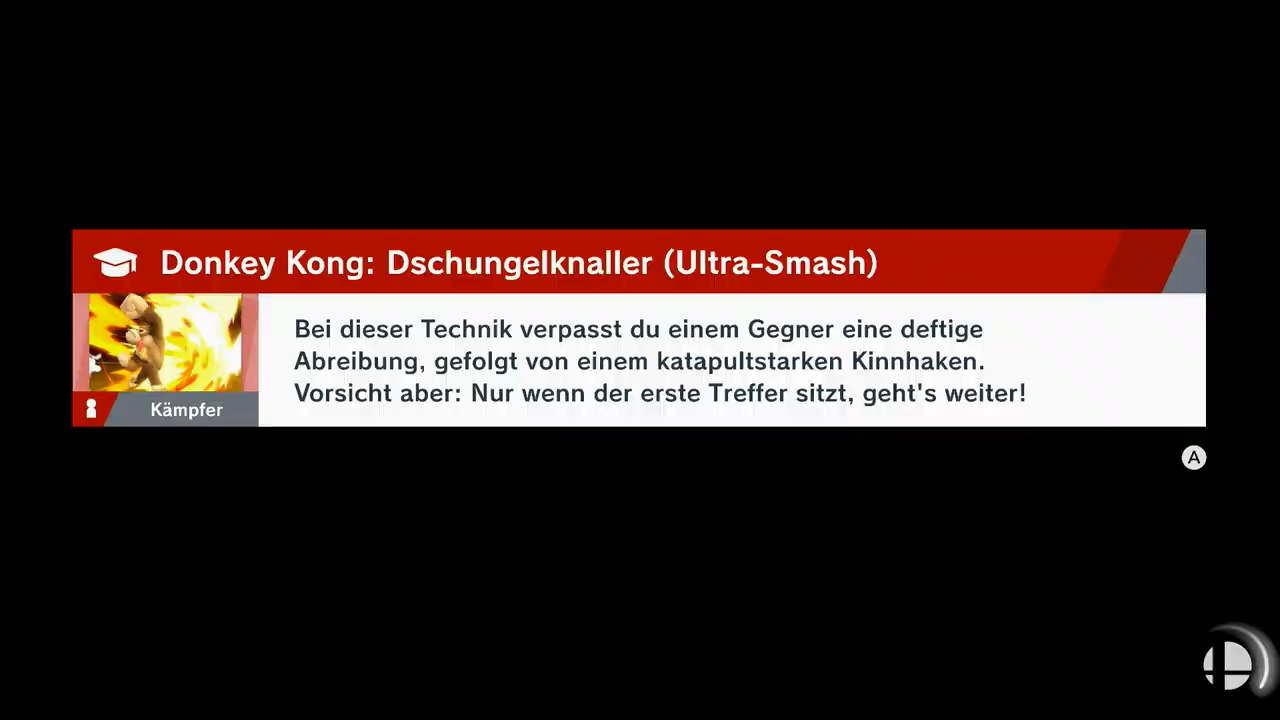 Donkey Kong: Dschungelknaller (Ultra-Smash)
Bei dieser Technik verpasst du einem Gegner eine deftige
Abreibung, gefolgt von einem katapultstarken Kinnhaken.
Vorsicht aber: Nur wenn der erste Treffer sitzt, geht's weiter!
Kämpfer
A